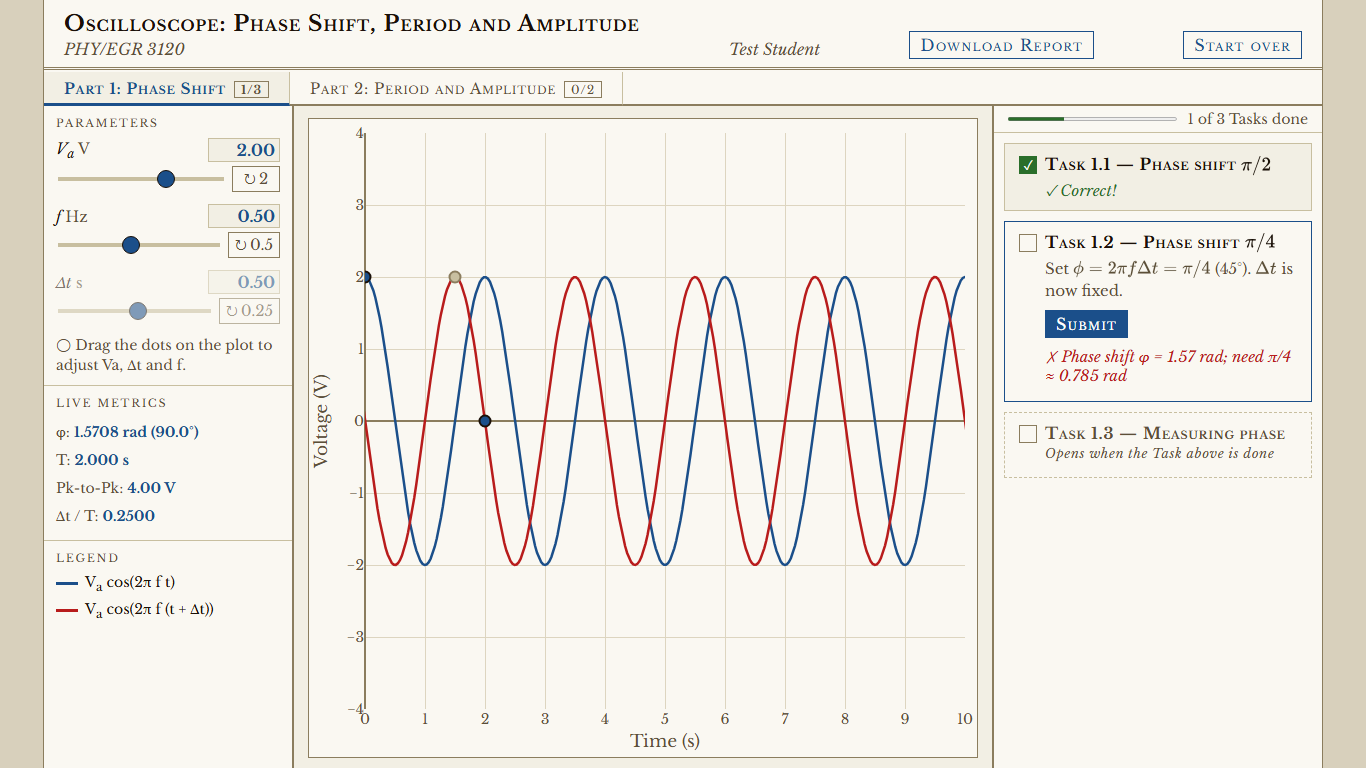 Oscilloscope: Phase Shift, Period and Amplitude
PHY/EGR 3120
Test Student
Download Report
Start over
Part 1: Phase Shift 1/3
Part 2: Period and Amplitude 0/2
PARAMETERS
Va V 2.00
↻ 2
f Hz 0.50
↻ 0.5
Δt s 0.50
↻ 0.25
◯ Drag the dots on the plot to
adjust Va, Δt and f.
LIVE METRICS
φ: 1.5708 rad (90.0°)
T: 2.000 s
Pk-to-Pk: 4.00 V
Δt / T: 0.2500
LEGEND
Va cos(2π f t)
Va cos(2π f (t + Δt))
4
3
2
1
0
−1
−2
−3
−4
Voltage (V)
0 1 2 3 4 5 6 7 8 9 10
Time (s)
1 of 3 Tasks done
✓ Task 1.1 — Phase shift π/2
✓ Correct!
Task 1.2 — Phase shift π/4
Set ϕ = 2πfΔt = π/4 (45°). Δt is
now fixed.
Submit
✗ Phase shift φ = 1.57 rad; need π/4
≈ 0.785 rad
Task 1.3 — Measuring phase
Opens when the Task above is done